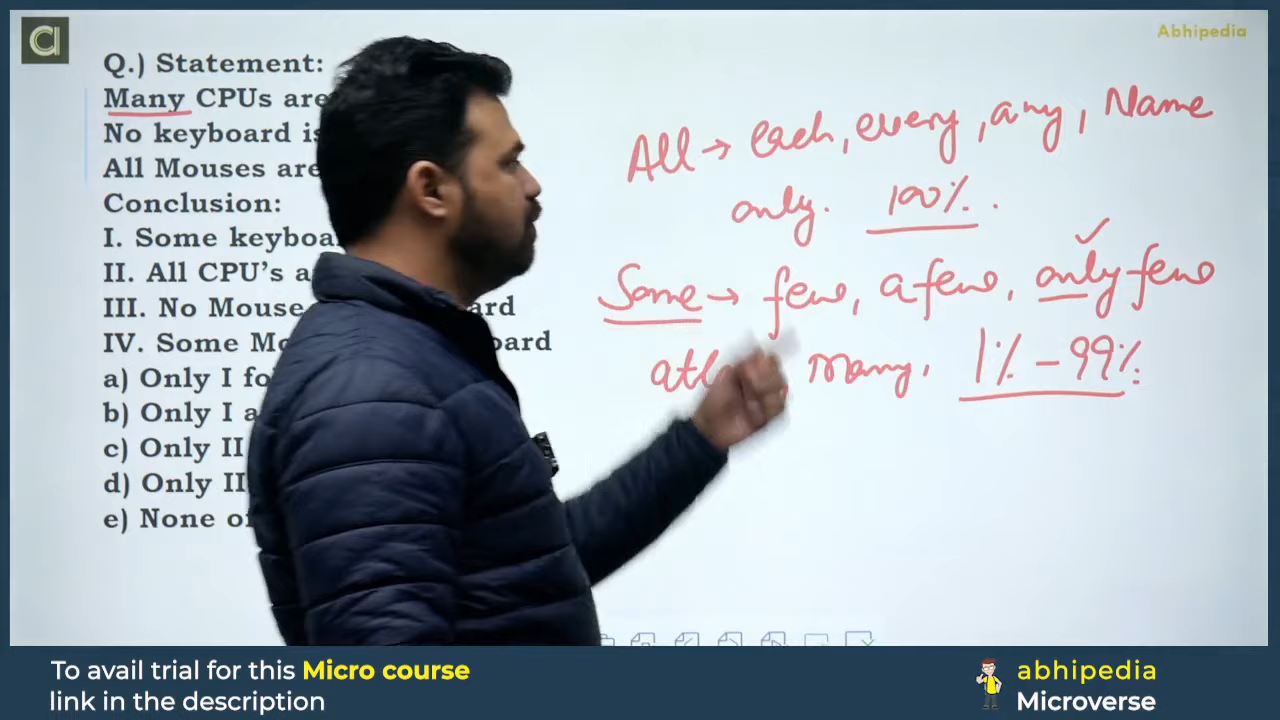 Abhipedia
Q.) Statement:
Many CPUs are
No keyboard is
All Mouses are
Conclusion:
I. Some keyboa
II. All CPU's a
III. No Mouse ard
IV. Some Mo oard
a) Only I fo
b) Only I a
c) Only II
d) Only II
e) None o
All → each, every, any, Name
only. 100%.
Some → few, a few, only few
atl , many. 1% - 99%.
To avail trial for this Micro course
link in the description
abhipedia
Microverse